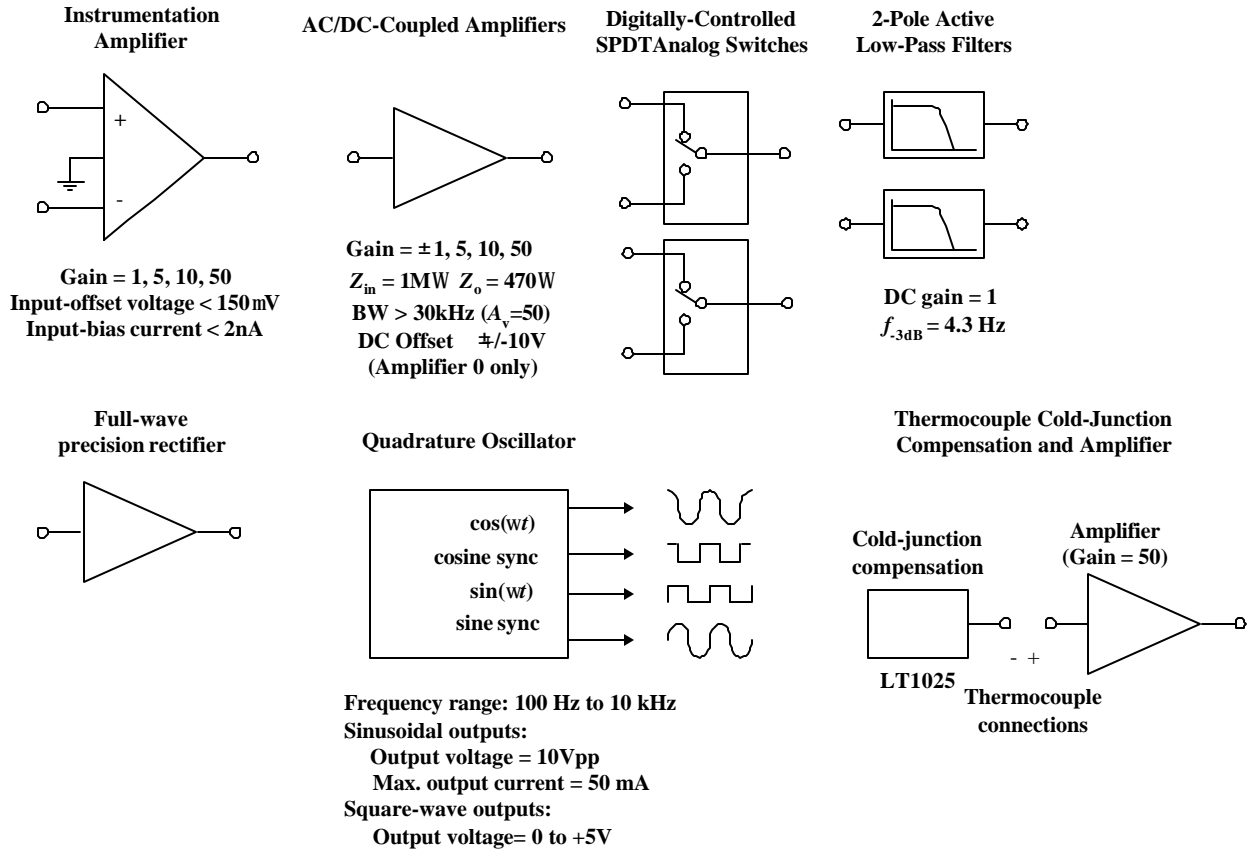 Instrumentation
Amplifier
+
-
Gain = 1, 5, 10, 50
Input-offset voltage < 150mV
Input-bias current < 2nA
AC/DC-Coupled Amplifiers
Gain = ±1, 5, 10, 50
Zin = 1MW Zo = 470W
BW > 30kHz (Av=50)
DC Offset ±+/-10V
(Amplifier 0 only)
Digitally-Controlled
SPDTAnalog Switches
2-Pole Active
Low-Pass Filters
DC gain = 1
f-3dB = 4.3 Hz
Full-wave
precision rectifier
Quadrature Oscillator
cos(wt)
cosine sync
sin(wt)
sine sync
Frequency range: 100 Hz to 10 kHz
Sinusoidal outputs:
Output voltage = 10Vpp
Max. output current = 50 mA
Square-wave outputs:
Output voltage= 0 to +5V
Thermocouple Cold-Junction
Compensation and Amplifier
Cold-junction
compensation
LT1025
Amplifier
(Gain = 50)
- +
Thermocouple
connections